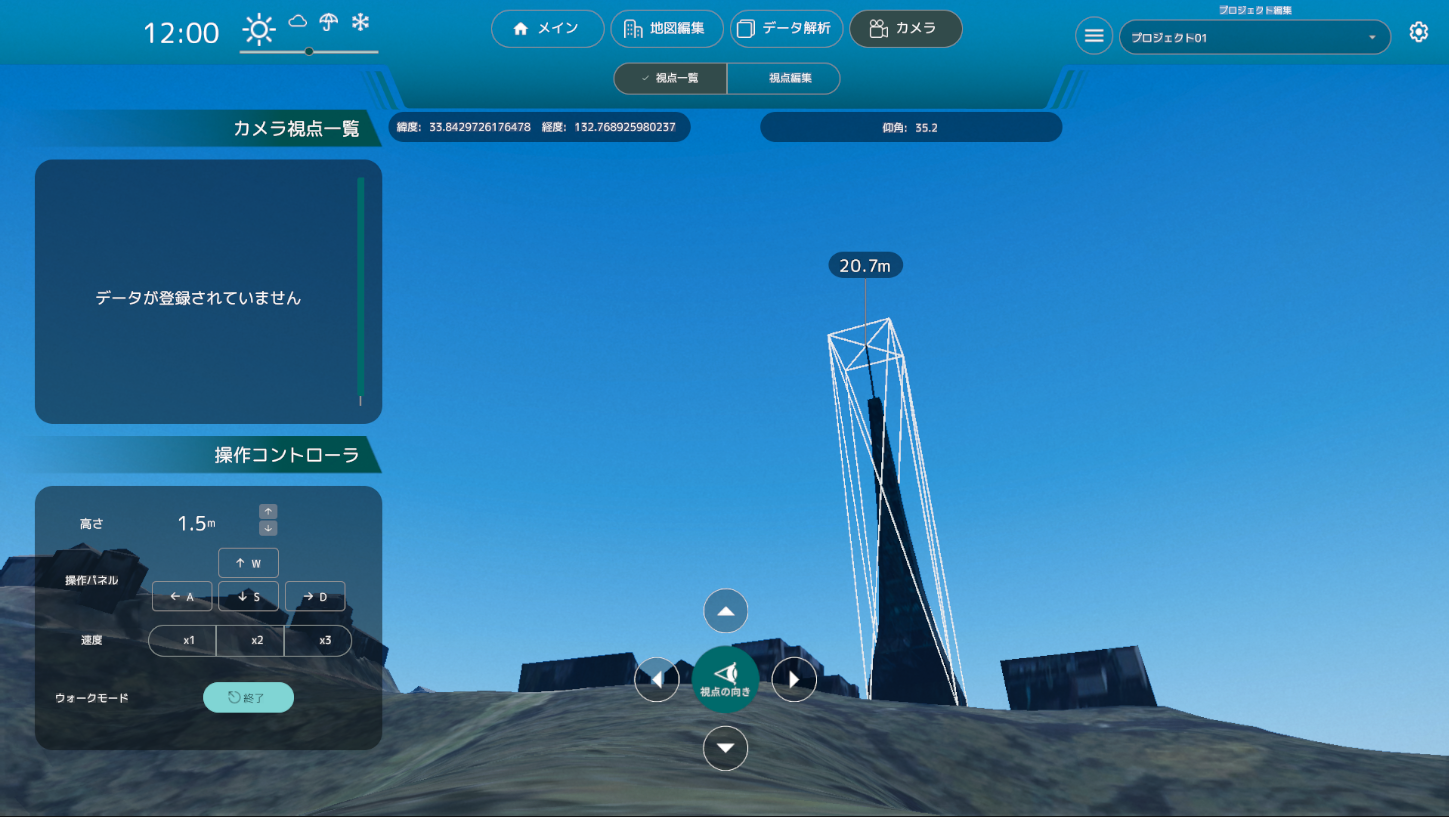 12:00
メイン
地図編集
データ解析
カメラ
プロジェクト編集
プロジェクト01
視点一覧
視点編集
カメラ視点一覧
緯度: 33.8429726176478 経度: 132.768925980237
仰角: 35.2
データが登録されていません
20.7m
操作コントローラ
高さ 1.5m ↑
↓
操作パネル
↑ W
← A ↓ S → D
速度 x1 x2 x3
ウォークモード 終了
視点の向き